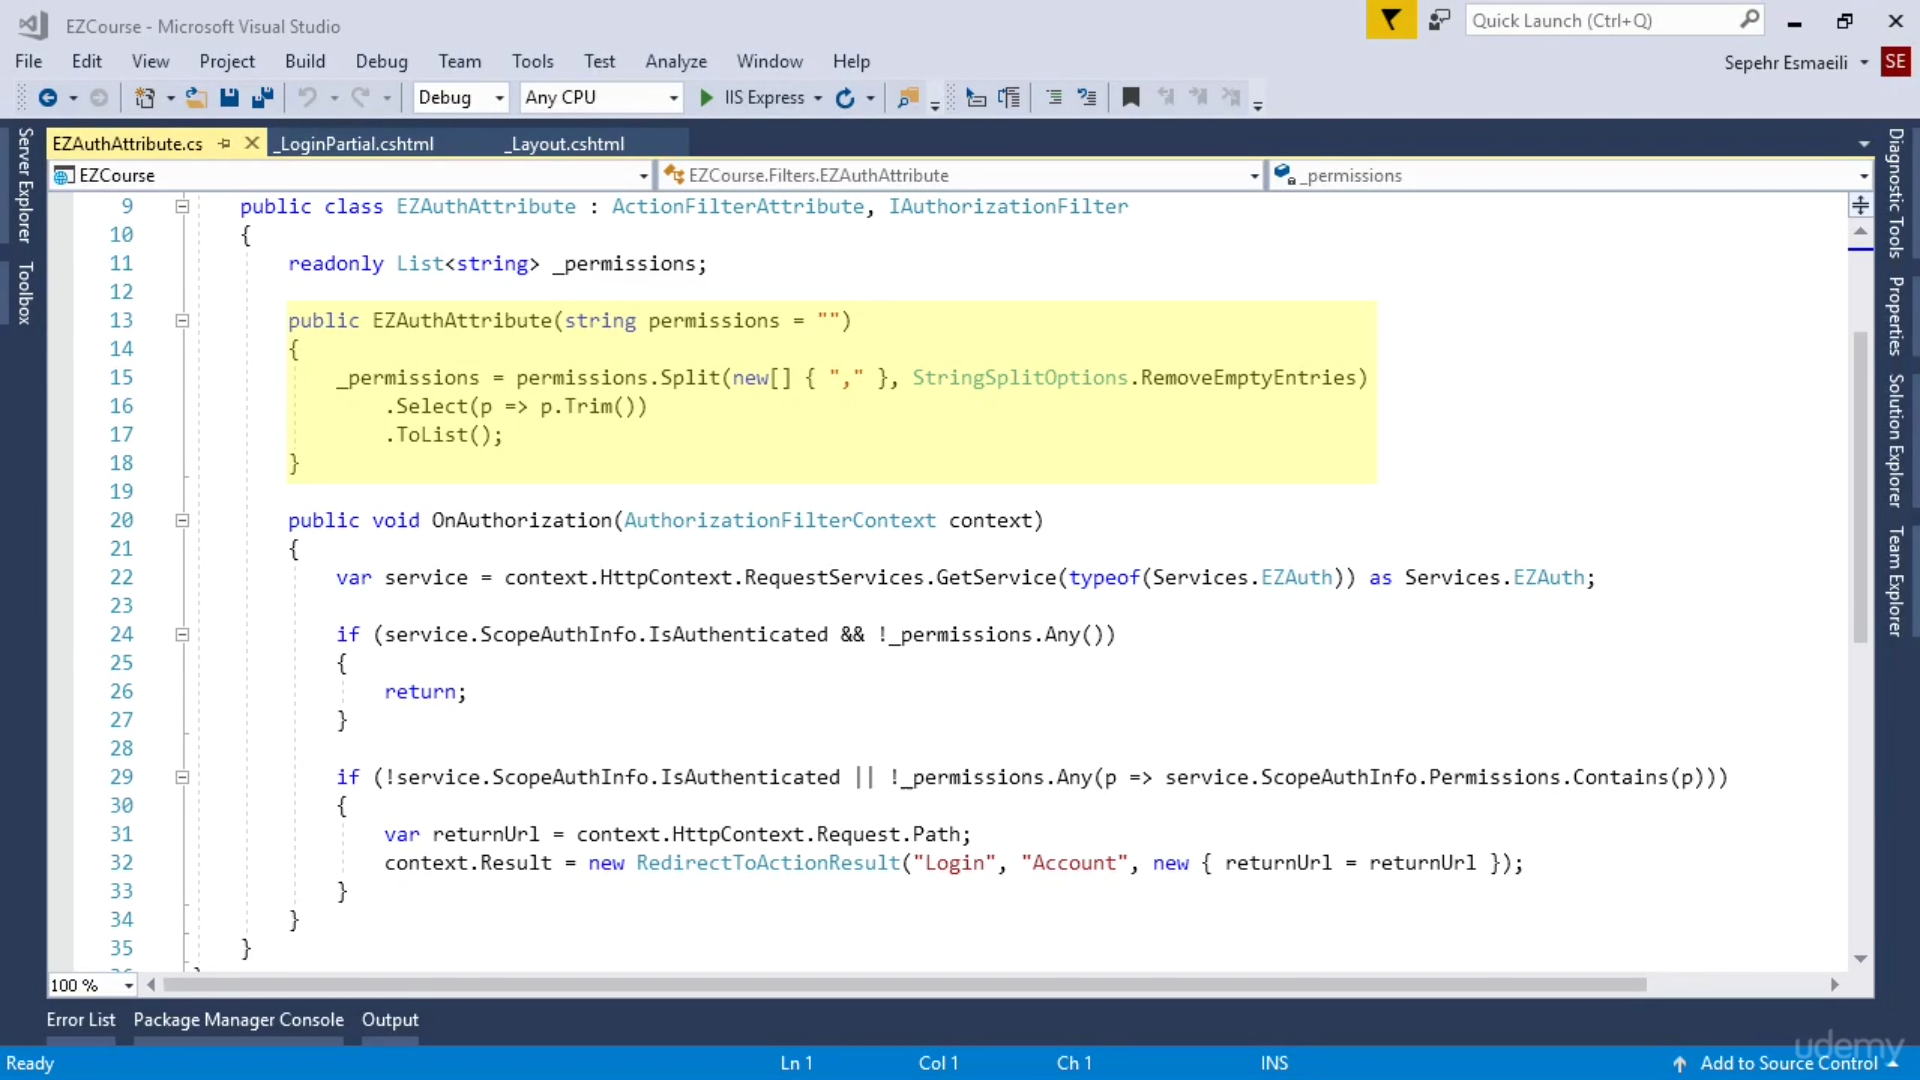 EZCourse - Microsoft Visual Studio
Quick Launch (Ctrl+Q)
File Edit View Project Build Debug Team Tools Test Analyze Window Help
Sepehr Esmaeili SE
Debug Any CPU IIS Express
Server Explorer
Toolbox
EZAuthAttribute.cs _LoginPartial.cshtml _Layout.cshtml
EZCourse EZCourse.Filters.EZAuthAttribute _permissions
9 public class EZAuthAttribute : ActionFilterAttribute, IAuthorizationFilter
10 {
11 readonly List<string> _permissions;
12
13 public EZAuthAttribute(string permissions = "")
14 {
15 _permissions = permissions.Split(new[] { "," }, StringSplitOptions.RemoveEmptyEntries)
16 .Select(p => p.Trim())
17 .ToList();
18 }
19
20 public void OnAuthorization(AuthorizationFilterContext context)
21 {
22 var service = context.HttpContext.RequestServices.GetService(typeof(Services.EZAuth)) as Services.EZAuth;
23
24 if (service.ScopeAuthInfo.IsAuthenticated && !_permissions.Any())
25 {
26 return;
27 }
28
29 if (!service.ScopeAuthInfo.IsAuthenticated || !_permissions.Any(p => service.ScopeAuthInfo.Permissions.Contains(p)))
30 {
31 var returnUrl = context.HttpContext.Request.Path;
32 context.Result = new RedirectToActionResult("Login", "Account", new { returnUrl = returnUrl });
33 }
34 }
35 }
100 %
Diagnostic Tools
Properties
Solution Explorer
Team Explorer
Error List Package Manager Console Output
Ready Ln 1 Col 1 Ch 1 INS Add to Source Control
udemy